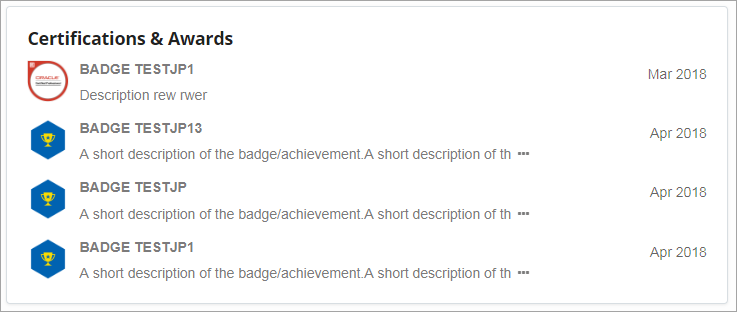 Certifications & Awards
ORACLE
BADGE TESTJP1
Mar 2018
Description rew rwer
BADGE TESTJP13
Apr 2018
A short description of the badge/achievement.A short description of th ...
BADGE TESTJP
Apr 2018
A short description of the badge/achievement.A short description of th ...
BADGE TESTJP1
Apr 2018
A short description of the badge/achievement.A short description of th ...